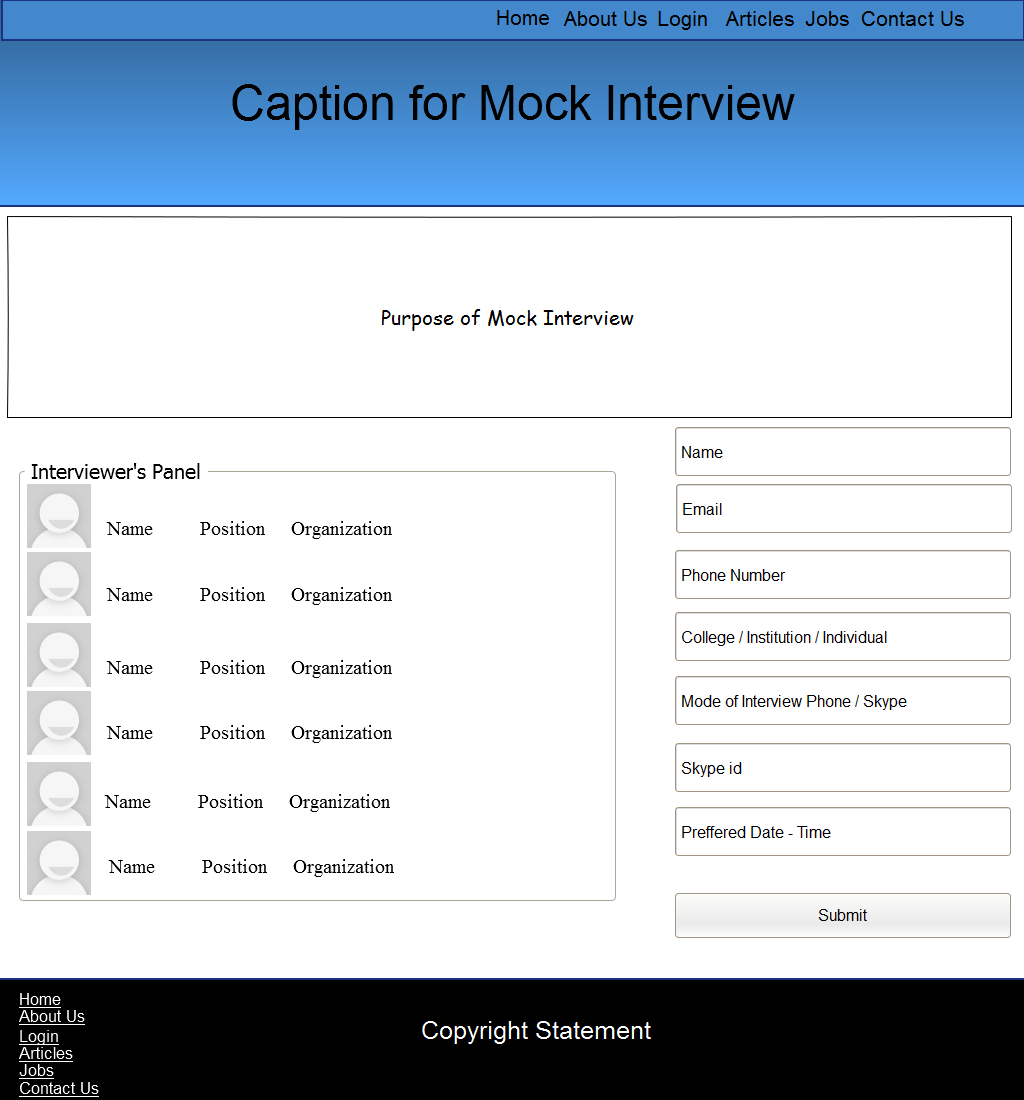 Home About Us Login Articles Jobs Contact Us
Caption for Mock Interview
Purpose of Mock Interview
Interviewer's Panel
Name Position Organization
Name Position Organization
Name Position Organization
Name Position Organization
Name Position Organization
Name Position Organization
Name
Email
Phone Number
College / Institution / Individual
Mode of Interview Phone / Skype
Skype id
Preffered Date - Time
Submit
Home
About Us
Login
Articles
Jobs
Contact Us
Copyright Statement